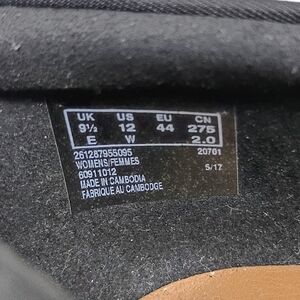 UK US EU CN
9½ 12 44 275
E W 2.0
261287955095 20701
WOMENS/FEMMES
60911012 5/17
MADE IN CAMBODIA
FABRIQUE AU CAMBODGE